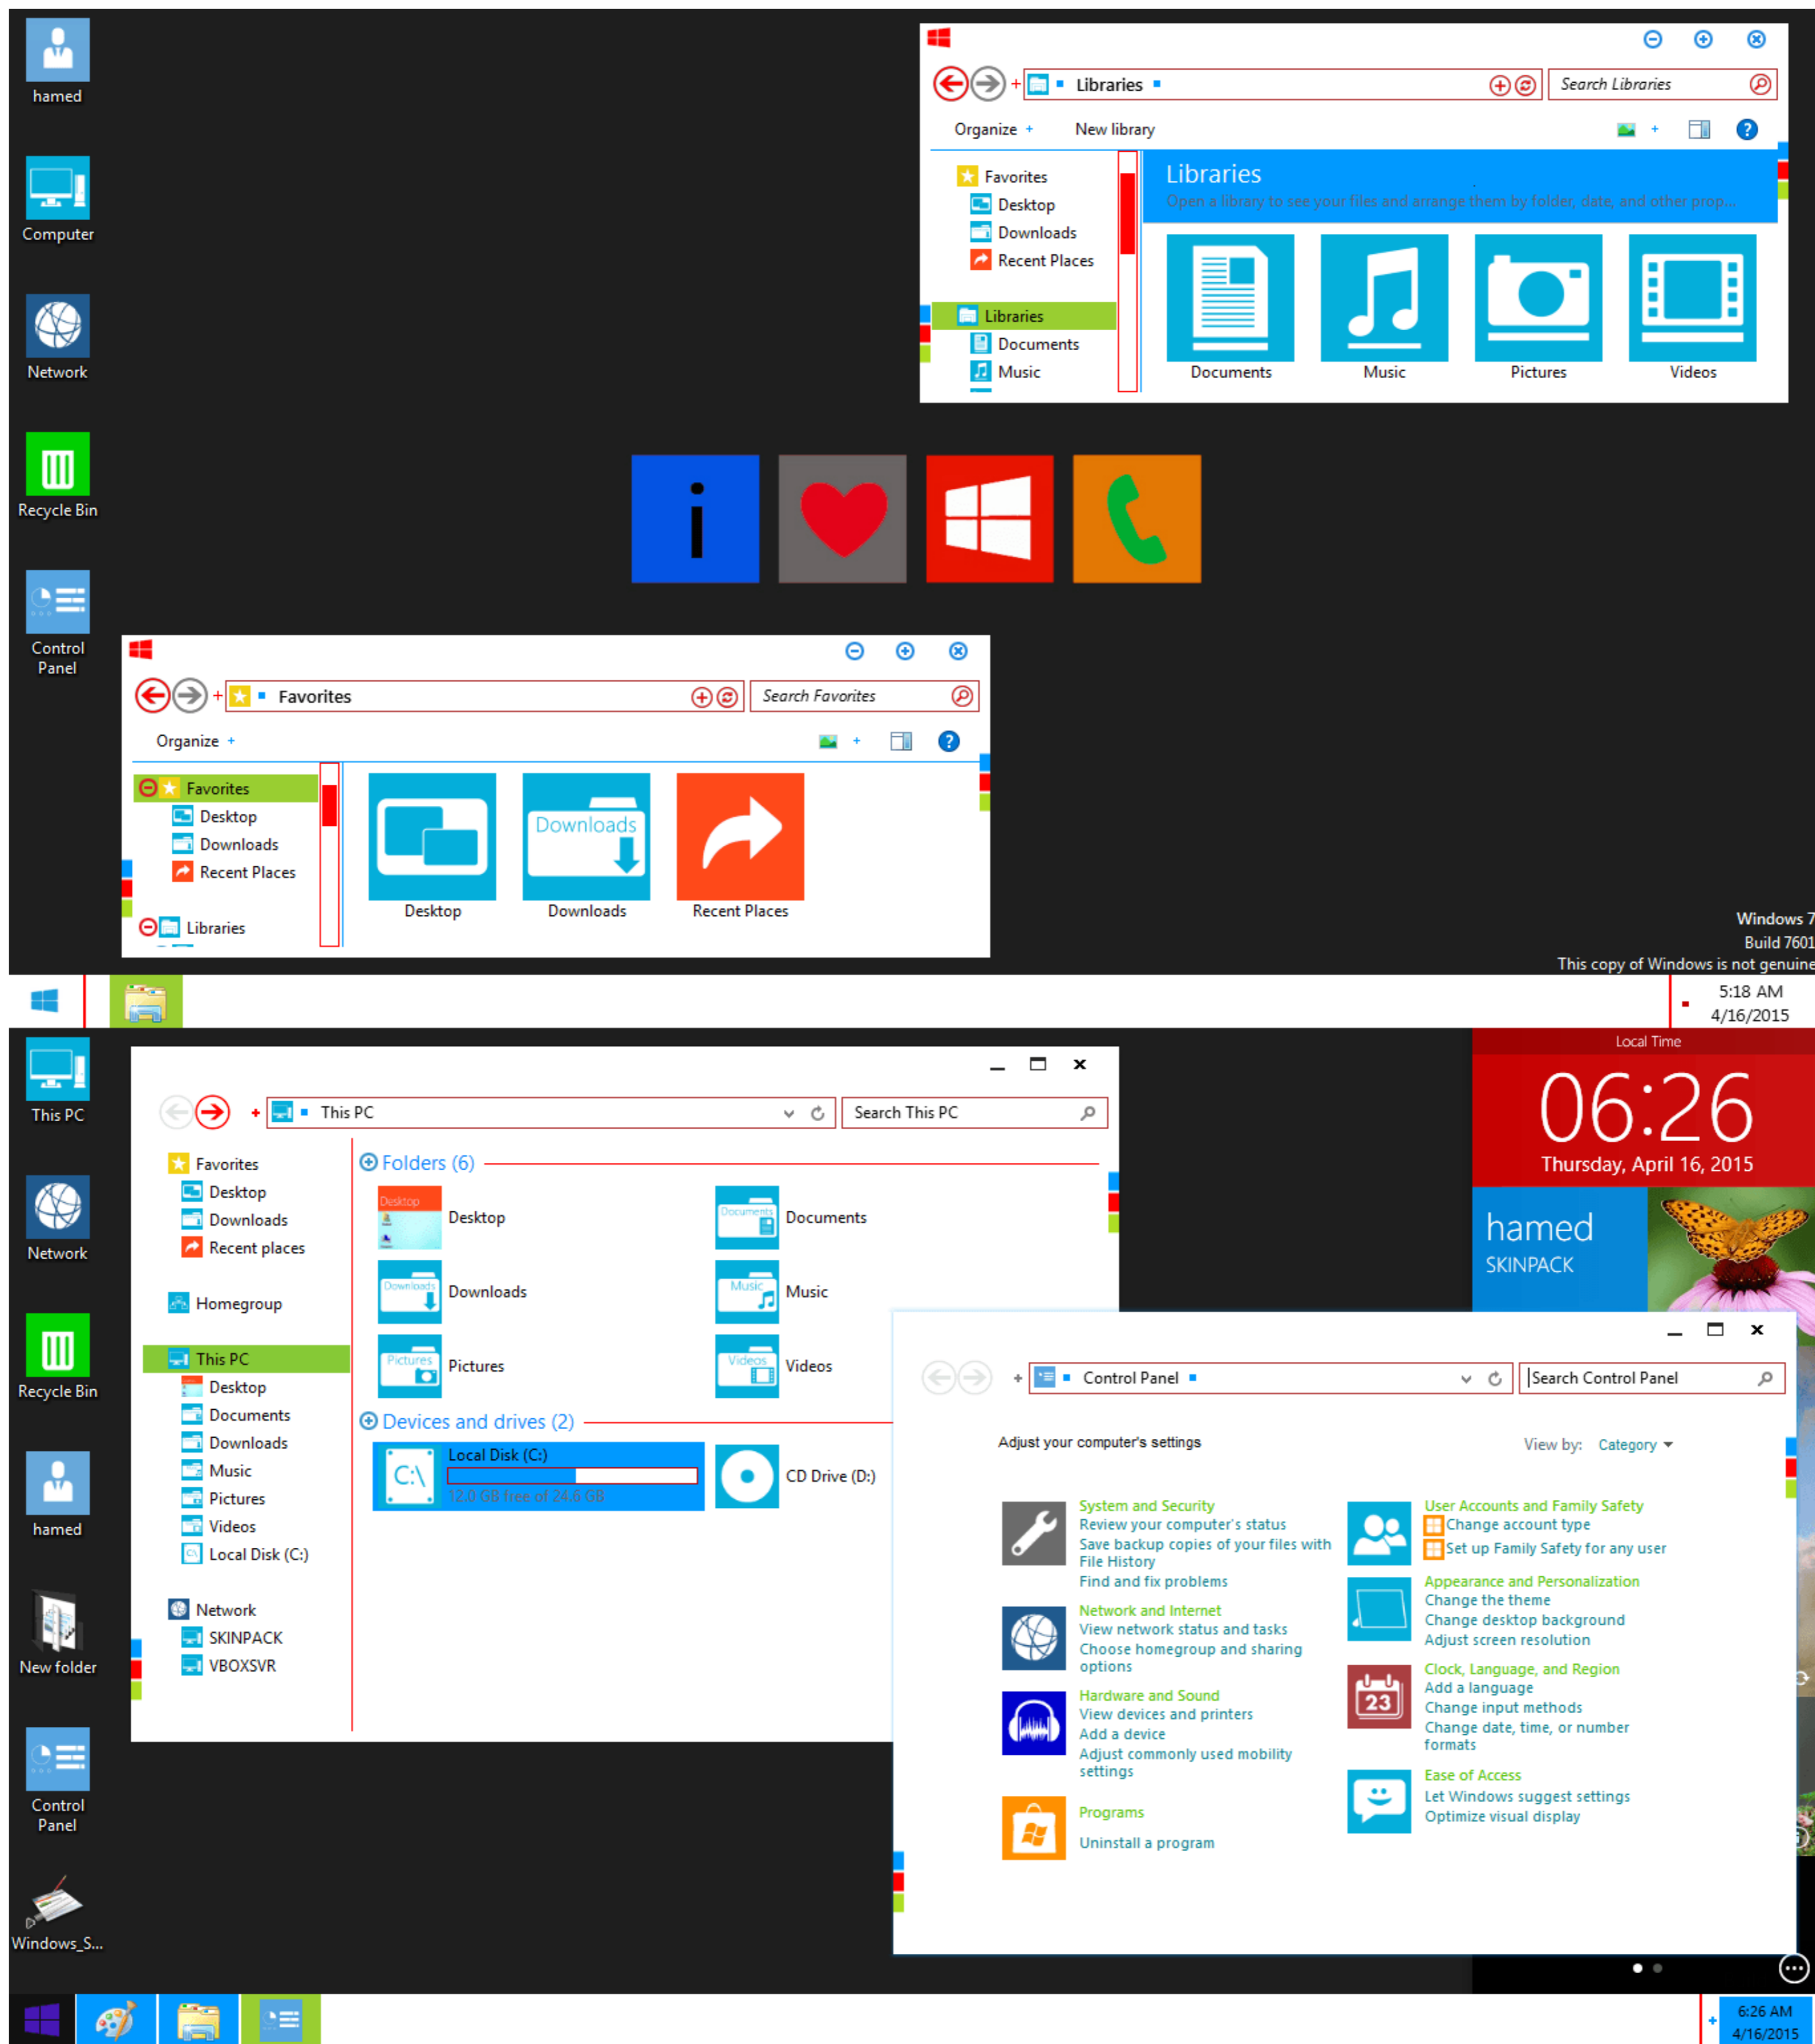 hamed
Computer
Network
Recycle Bin
Control
Panel
Libraries
Search Libraries
Organize
New library
Favorites
Desktop
Downloads
Recent Places
Libraries
Documents
Music
Libraries
Open a library to see your files and arrange them by folder, date, and other prop...
Documents
Music
Pictures
Videos
i
Favorites
Search Favorites
Organize
Favorites
Desktop
Downloads
Recent Places
Libraries
Downloads
Desktop
Downloads
Recent Places
Windows 7
Build 7601
This copy of Windows is not genuine
5:18 AM
4/16/2015
This PC
Network
Recycle Bin
hamed
New folder
Control
Panel
Windows_S...
This PC
Search This PC
Favorites
Desktop
Downloads
Recent places
Homegroup
This PC
Desktop
Documents
Downloads
Music
Pictures
Videos
Local Disk (C:)
Network
SKINPACK
VBOXSVR
Folders (6)
Desktop
Desktop
Documents
Documents
Downloads
Downloads
Music
Music
Pictures
Pictures
Videos
Videos
Devices and drives (2)
C:\
Local Disk (C:)
12.0 GB free of 24.6 GB
CD Drive (D:)
Local Time
06:26
Thursday, April 16, 2015
hamed
SKINPACK
Control Panel
Search Control Panel
Adjust your computer's settings
View by: Category
System and Security
Review your computer's status
Save backup copies of your files with
File History
Find and fix problems
Network and Internet
View network status and tasks
Choose homegroup and sharing
options
Hardware and Sound
View devices and printers
Add a device
Adjust commonly used mobility
settings
Programs
Uninstall a program
User Accounts and Family Safety
Change account type
Set up Family Safety for any user
Appearance and Personalization
Change the theme
Change desktop background
Adjust screen resolution
23
Clock, Language, and Region
Add a language
Change input methods
Change date, time, or number
formats
Ease of Access
Let Windows suggest settings
Optimize visual display
6:26 AM
4/16/2015